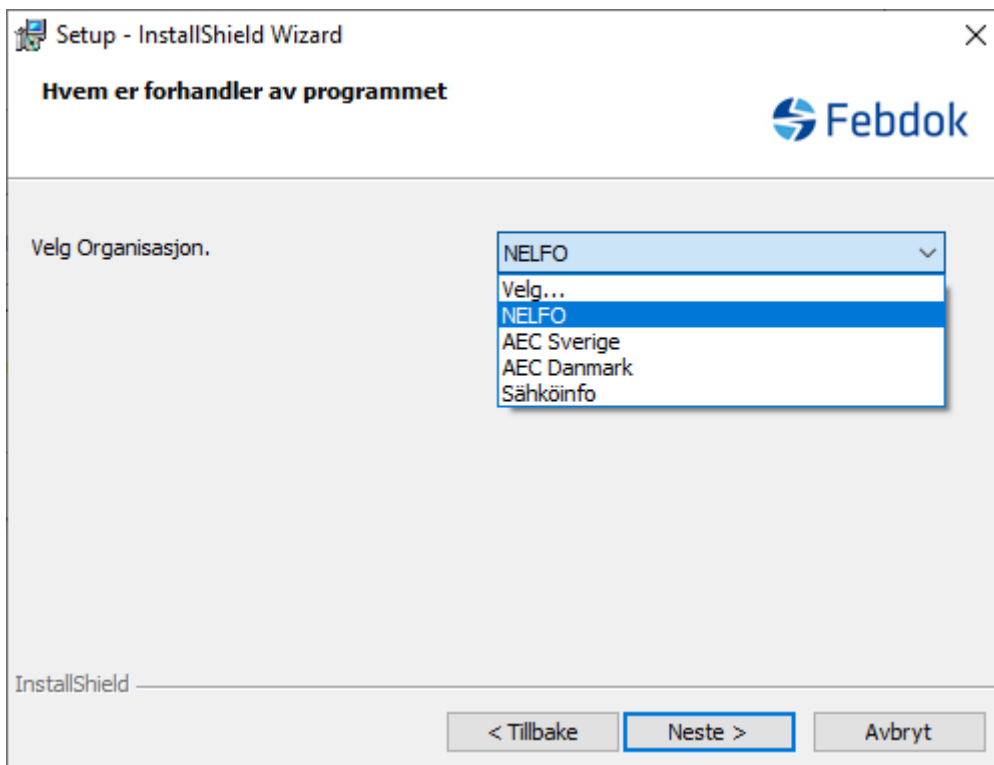 Setup - InstallShield Wizard
Hvem er forhandler av programmet
Febdok
Velg Organisasjon.
NELFO
Velg...
NELFO
AEC Sverige
AEC Danmark
Sähköinfo
InstallShield
< Tillbake
Neste >
Avbryt